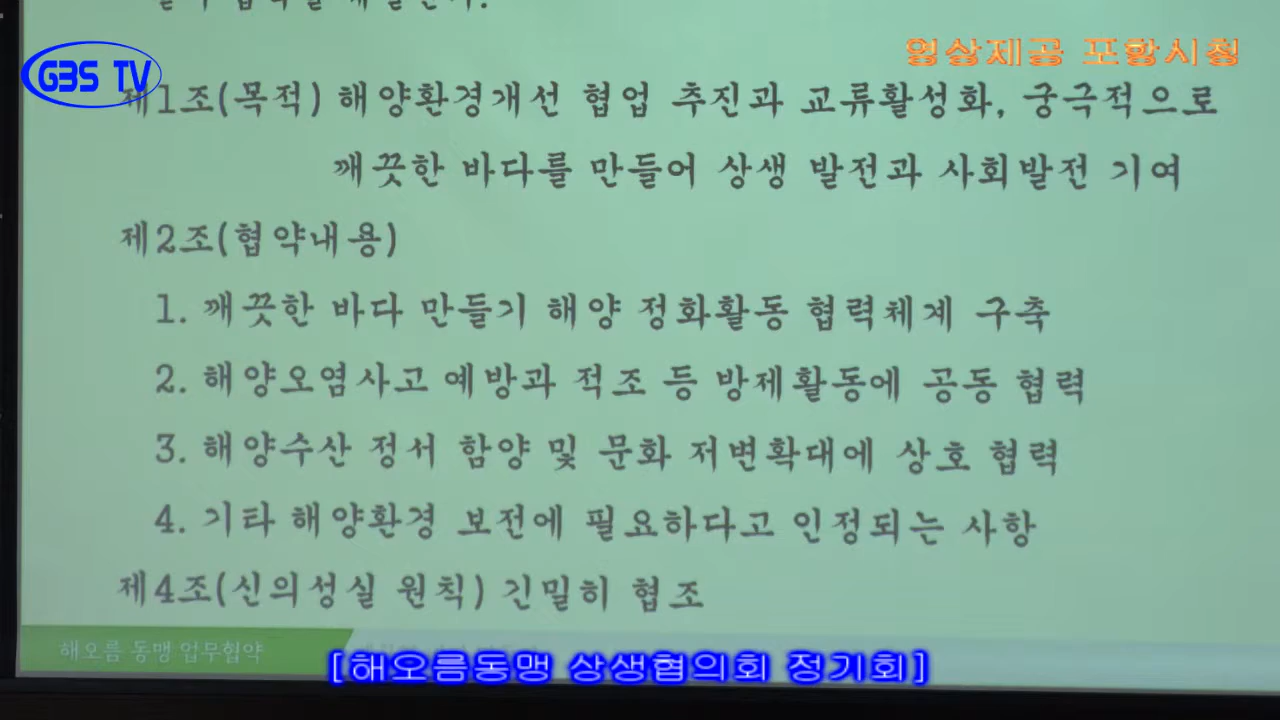 영상제공 포항시청
GBS TV
제1조(목적) 해양환경개선 협업 추진과 교류활성화, 궁극적으로
깨끗한 바다를 만들어 상생 발전과 사회발전 기여
제2조(협약내용)
1. 깨끗한 바다 만들기 해양 정화활동 협력체계 구축
2. 해양오염사고 예방과 적조 등 방제활동에 공동 협력
3. 해양수산 정서 함양 및 문화 저변확대에 상호 협력
4. 기타 해양환경 보전에 필요하다고 인정되는 사항
제4조(신의성실 원칙) 긴밀히 협조
해오름 동맹 업무협약
[해오름동맹 상생협의회 정기회]